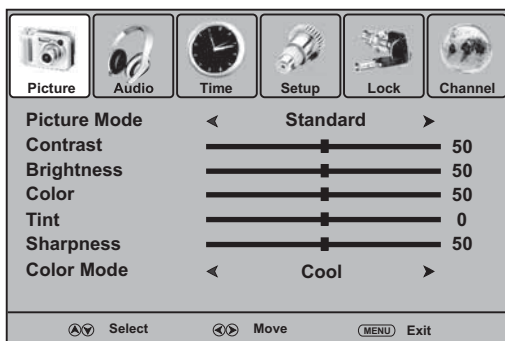 Picture Audio Time Setup Lock Channel
Picture Mode Standard
Contrast 50
Brightness 50
Color 50
Tint 0
Sharpness 50
Color Mode Cool
Select Move MENU Exit